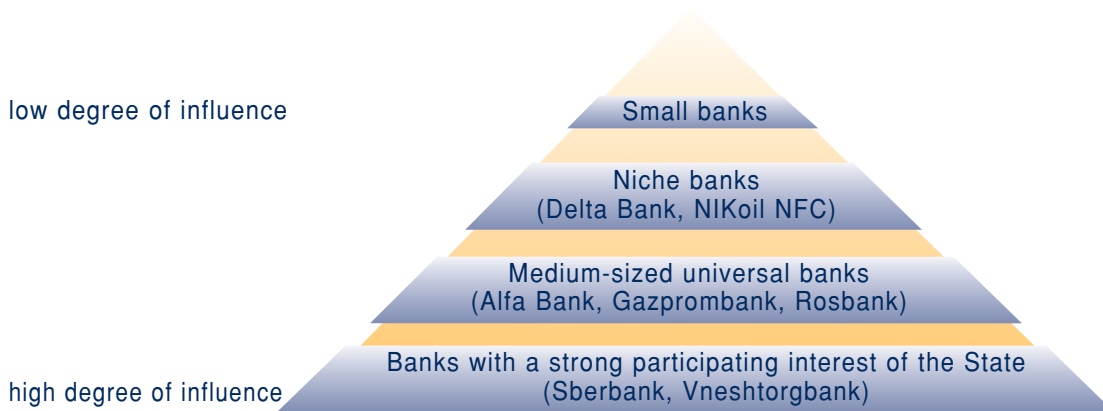 low degree of influence
Small banks
Niche banks
(Delta Bank, NIKoil NFC)
Medium-sized universal banks
(Alfa Bank, Gazprombank, Rosbank)
Banks with a strong participating interest of the State
high degree of influence
(Sberbank, Vneshtorgbank)